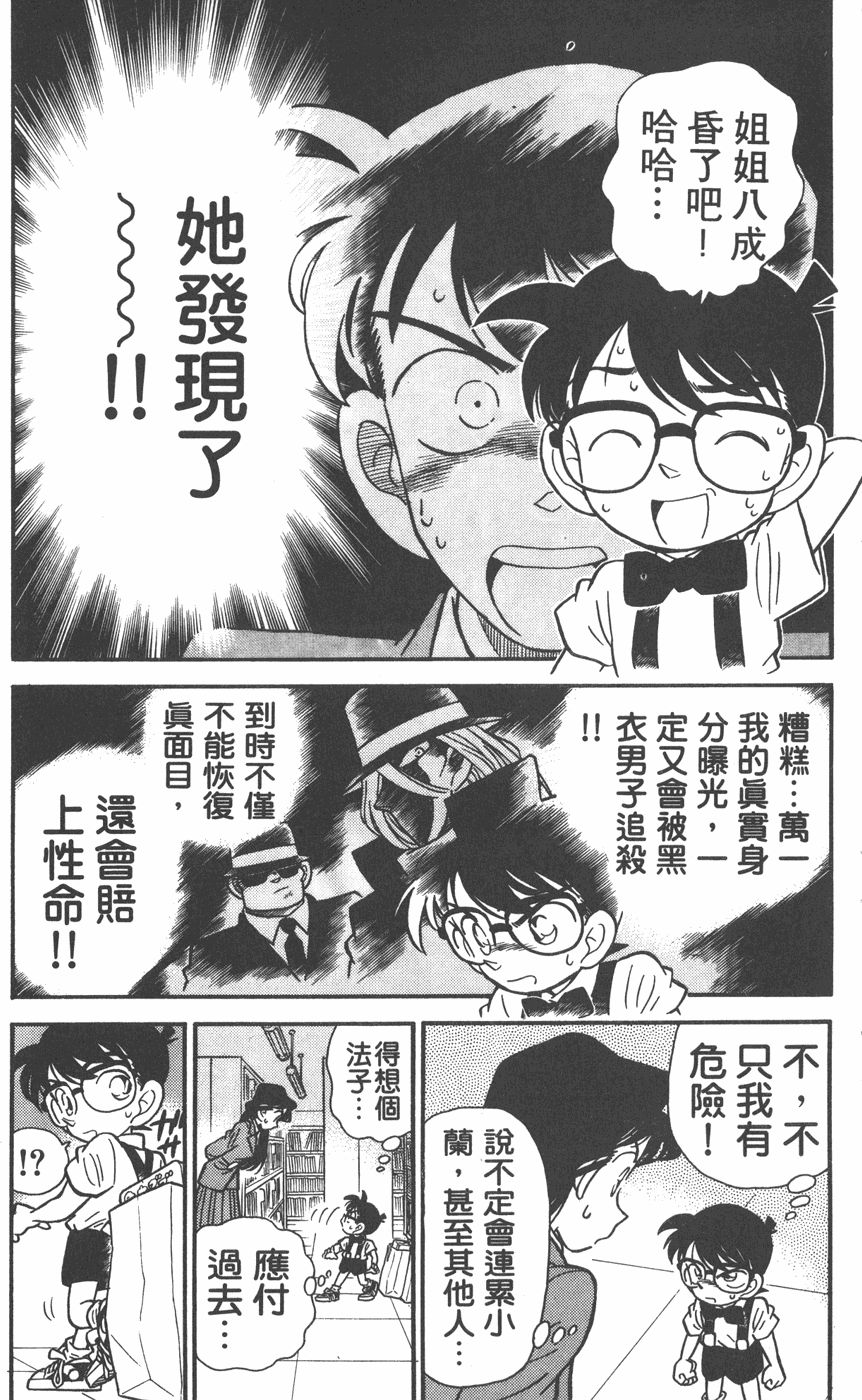 姐姐八成
昏了吧！
哈哈…
她發現了
～～～!!
糟糕…萬一
我的眞實身
分曝光，一
定又會被黑
衣男子追殺
!!
到時不僅
不能恢復
眞面目，
還會賠
上性命!!
不，不
只我有
危險！
說不定會連累小
蘭，甚至其他人…
得想個
法子…
應付
過去…
!?